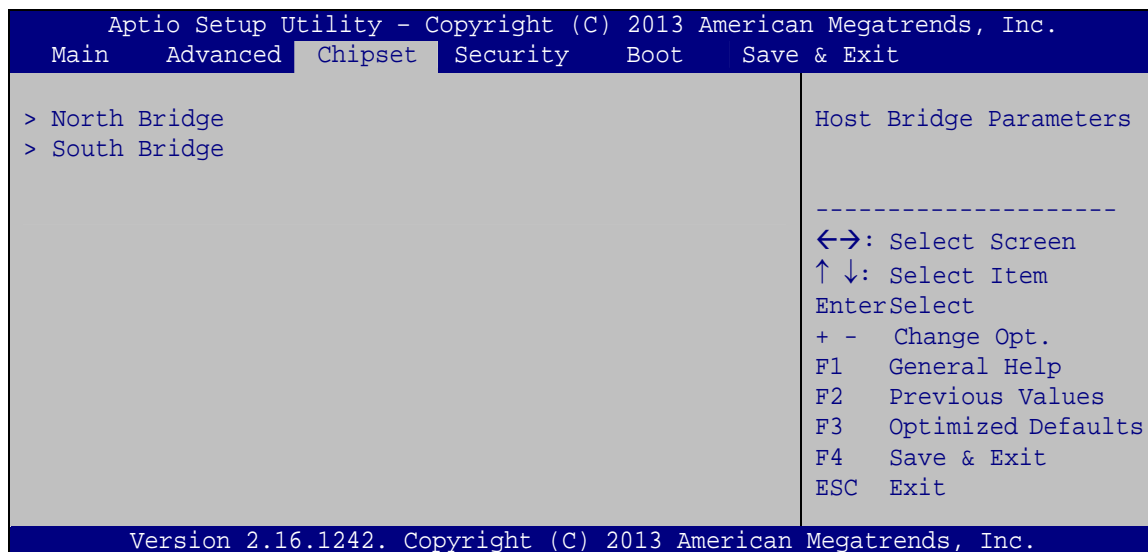 Aptio Setup Utility – Copyright (C) 2013 American Megatrends, Inc.
Main Advanced Chipset Security Boot Save & Exit
> North Bridge
> South Bridge
Host Bridge Parameters
----------------------
←→: Select Screen
↑ ↓: Select Item
EnterSelect
+ - Change Opt.
F1 General Help
F2 Previous Values
F3 Optimized Defaults
F4 Save & Exit
ESC Exit
Version 2.16.1242. Copyright (C) 2013 American Megatrends, Inc.